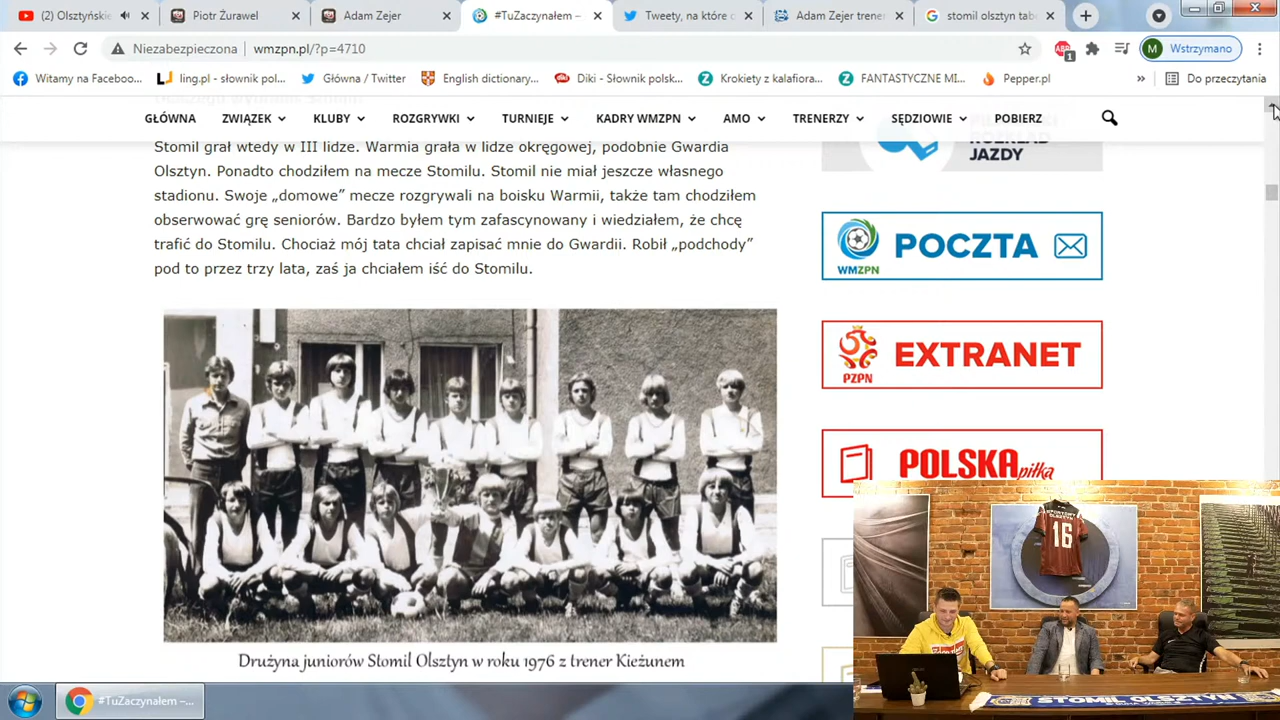 (2) Olsztyńskie
Piotr Żurawel
Adam Zejer
#TuZaczynałem –
Tweety, na które c
Adam Zejer trener
stomil olsztyn tab
Niezabezpieczona
wmzpn.pl/?p=4710
ABP
1
M
Wstrzymano
Witamy na Faceboo...
ling.pl - słownik pol...
Główna / Twitter
English dictionary...
Diki - Słownik polsk...
Krokiety z kalafiora...
FANTASTYCZNE MI...
Pepper.pl
»
Do przeczytania
GŁÓWNA
ZWIĄZEK
KLUBY
ROZGRYWKI
TURNIEJE
KADRY WMZPN
AMO
TRENERZY
SĘDZIOWIE
POBIERZ
Stomil grał wtedy w III lidze. Warmia grała w lidze okręgowej, podobnie Gwardia
Olsztyn. Ponadto chodziłem na mecze Stomilu. Stomil nie miał jeszcze własnego
stadionu. Swoje „domowe” mecze rozgrywali na boisku Warmii, także tam chodziłem
obserwować grę seniorów. Bardzo byłem tym zafascynowany i wiedziałem, że chcę
trafić do Stomilu. Chociaż mój tata chciał zapisać mnie do Gwardii. Robił „podchody”
pod to przez trzy lata, zaś ja chciałem iść do Stomilu.
Drużyna juniorów Stomil Olsztyn w roku 1976 z trener Kieżunem
ROZKŁAD
JAZDY
WMZPN
POCZTA
PZPN
EXTRANET
POLSKA piłka
16
STOMIL OLSZTYN
#TuZaczynałem –...